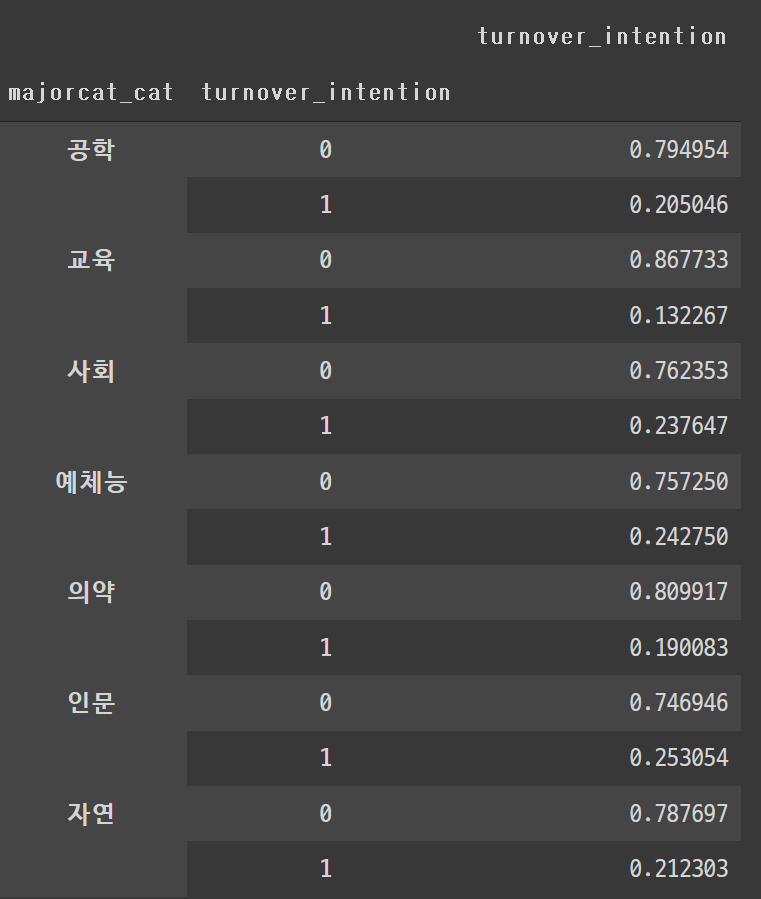 turnover_intention
majorcat_cat turnover_intention
공학 0 0.794954
1 0.205046
교육 0 0.867733
1 0.132267
사회 0 0.762353
1 0.237647
예체능 0 0.757250
1 0.242750
의약 0 0.809917
1 0.190083
인문 0 0.746946
1 0.253054
자연 0 0.787697
1 0.212303